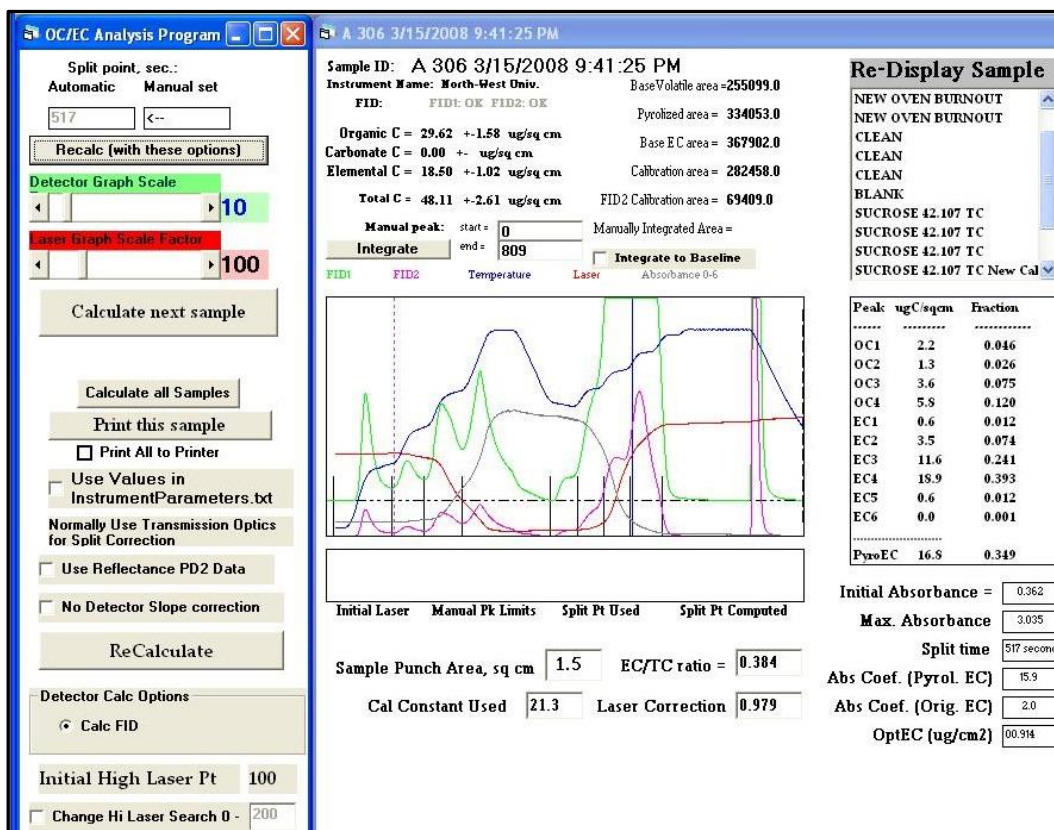 OC/EC Analysis Program
Split point, sec.:
Automatic Manual set
517 <--
Recalc (with these options)
Detector Graph Scale
10
Laser Graph Scale Factor
100
Calculate next sample
Calculate all Samples
Print this sample
Print All to Printer
Use Values in
InstrumentParameters.txt
Normally Use Transmission Optics
for Split Correction
Use Reflectance PD2 Data
No Detector Slope correction
ReCalculate
Detector Calc Options
Calc FID
Initial High Laser Pt 100
Change Hi Laser Search 0 - 200
A 306 3/15/2008 9:41:25 PM
Sample ID: A 306 3/15/2008 9:41:25 PM
Instrument Name: North-West Univ.
FID: FID1: OK FID2: OK
Organic C = 29.62 +-1.58 ug/sq cm
Carbonate C = 0.00 +- ug/sq cm
Elemental C = 18.50 +-1.02 ug/sq cm
Total C = 48.11 +-2.61 ug/sq cm
BaseVolatile area =255099.0
Pyrolized area = 334053.0
Base EC area = 367902.0
Calibration area = 282458.0
FID2 Calibration area = 69409.0
Manual peak: start = 0
Integrate end = 809
Manually Integrated Area =
Integrate to Baseline
FID1 FID2 Temperature Laser Absorbance 0-6
Initial Laser Manual Pk Limits Split Pt Used Split Pt Computed
Sample Punch Area, sq cm 1.5 EC/TC ratio = 0.384
Cal Constant Used 21.3 Laser Correction 0.979
Re-Display Sample
NEW OVEN BURNOUT
NEW OVEN BURNOUT
CLEAN
CLEAN
CLEAN
BLANK
SUCROSE 42.107 TC
SUCROSE 42.107 TC
SUCROSE 42.107 TC
SUCROSE 42.107 TC New Cal
Peak ugC/sqcm Fraction
------ --------- ------------
OC1 2.2 0.046
OC2 1.3 0.026
OC3 3.6 0.075
OC4 5.8 0.120
EC1 0.6 0.012
EC2 3.5 0.074
EC3 11.6 0.241
EC4 18.9 0.393
EC5 0.6 0.012
EC6 0.0 0.001
PyroEC 16.8 0.349
Initial Absorbance = 0.362
Max. Absorbance 3.035
Split time 517 second
Abs Coef. (Pyrol. EC) 15.9
Abs Coef. (Orig. EC) 2.0
OptEC (ug/cm2) 00.914